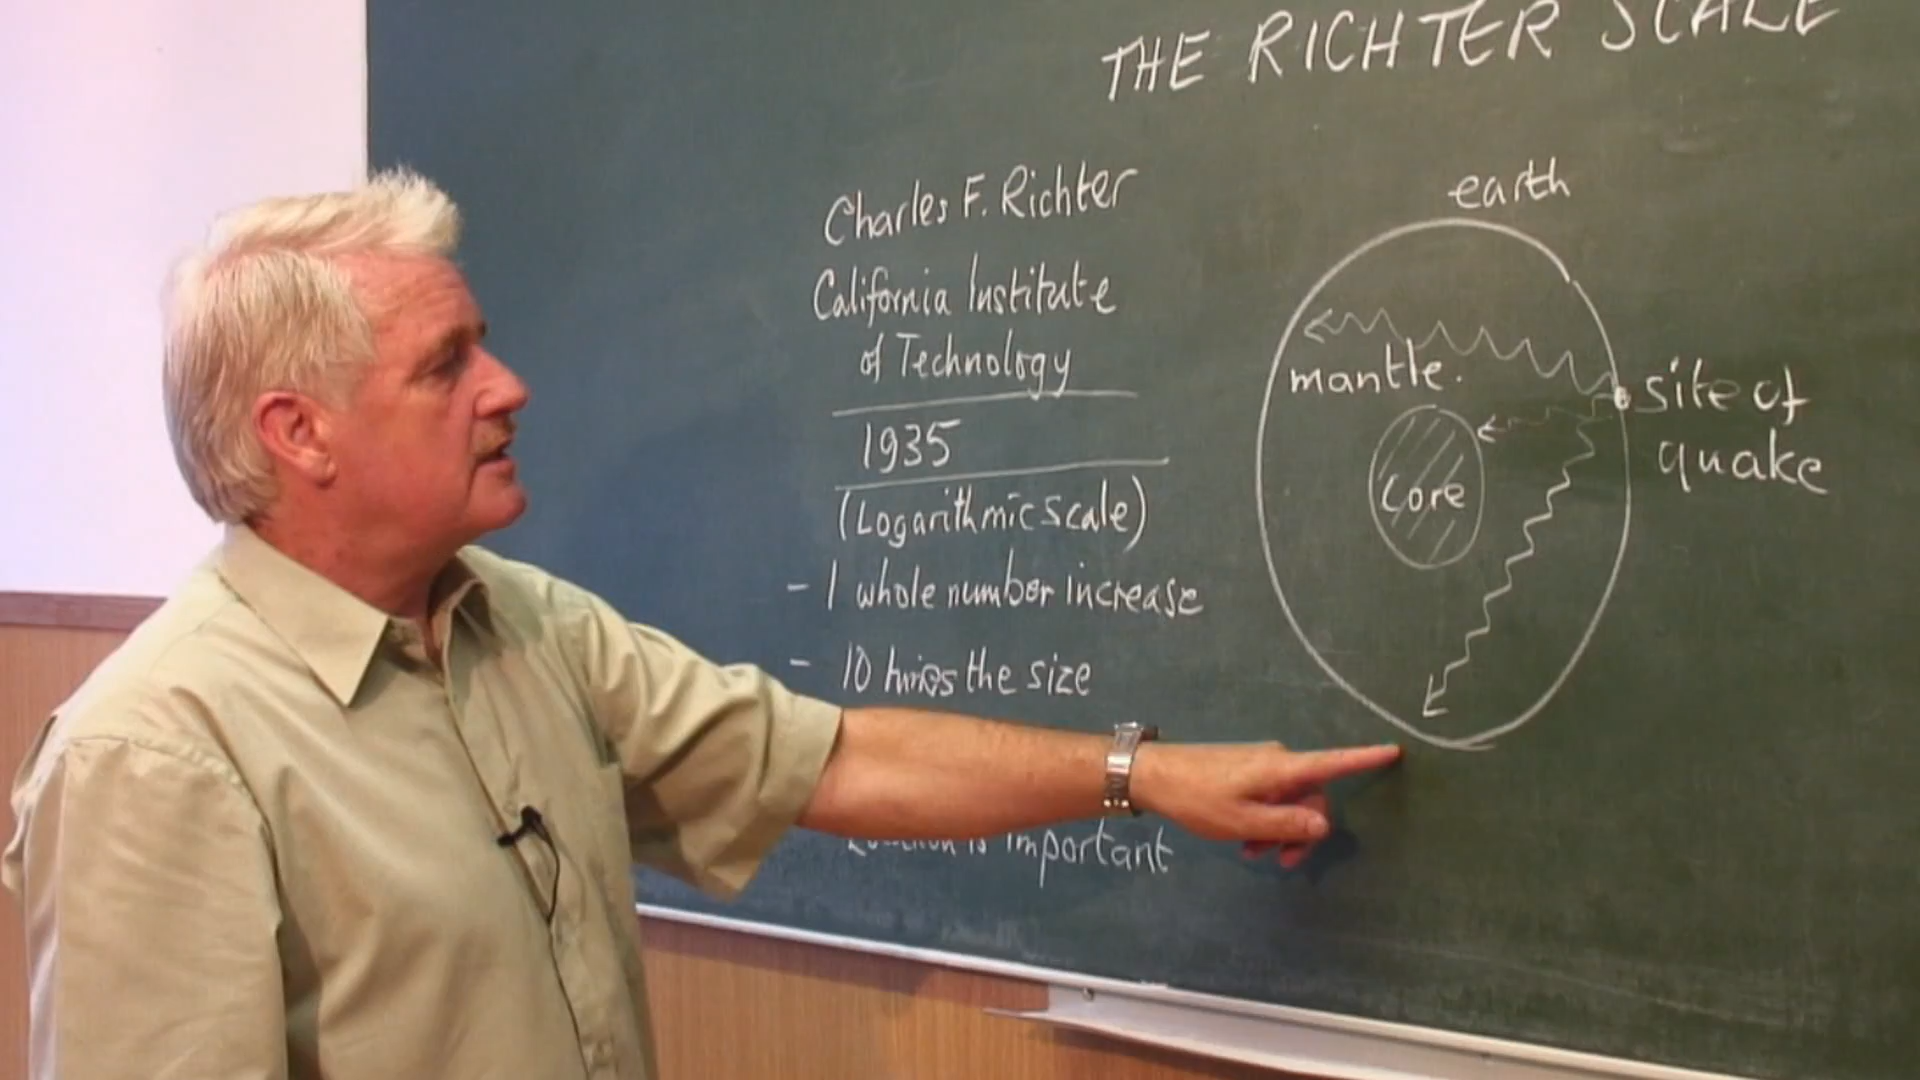 THE RICHTER SCALE
Charles F. Richter
California Institute
of Technology
1935
(Logarithmic scale)
- 1 whole number increase
- 10 times the size
is important
earth
mantle.
core
site of
quake